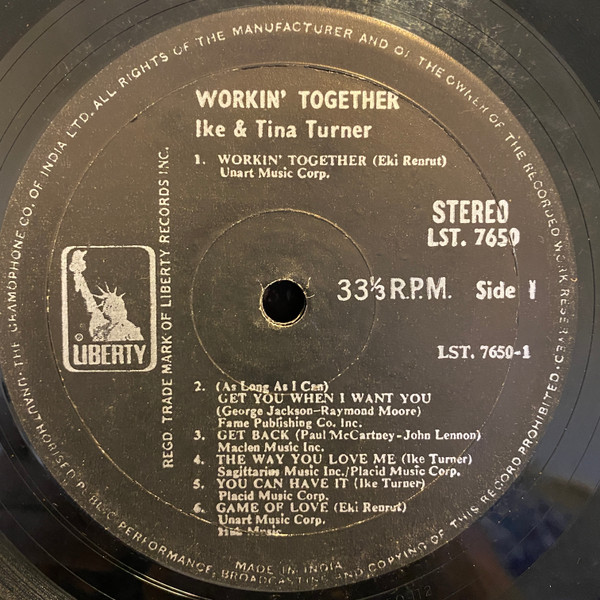 ALL RIGHTS OF THE MANUFACTURER AND OF THE OWNER OF THE RECORDED WORK RESERVED.
WORKIN' TOGETHER
Ike & Tina Turner
1. WORKIN' TOGETHER (Eki Renrut)
Unart Music Corp.
STEREO
LST. 7650
33⅓ R.P.M. Side 1
LST. 7650-1
® LIBERTY
REGD. TRADE MARK OF LIBERTY RECORDS INC.
2. (As Long As I Can)
GET YOU WHEN I WANT YOU
(George Jackson-Raymond Moore)
Fame Publishing Co. Inc.
3. GET BACK (Paul McCartney-John Lennon)
Maclen Music Inc.
4. THE WAY YOU LOVE ME (Ike Turner)
Sagittarius Music Inc./Placid Music Corp.
5. YOU CAN HAVE IT (Ike Turner)
Placid Music Corp.
6. GAME OF LOVE (Eki Renrut)
Unart Music Corp.
Music
MADE IN INDIA
THE GRAMOPHONE CO. OF INDIA LTD.
UNAUTHORISED PUBLIC PERFORMANCE, BROADCASTING AND COPYING OF THIS RECORD PROHIBITED.